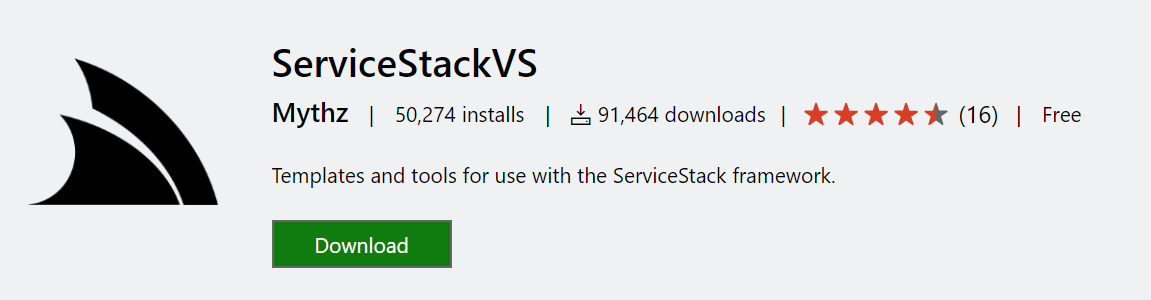 ServiceStackVS
Mythz | 50,274 installs | 91,464 downloads | (16) | Free
Templates and tools for use with the ServiceStack framework.
Download